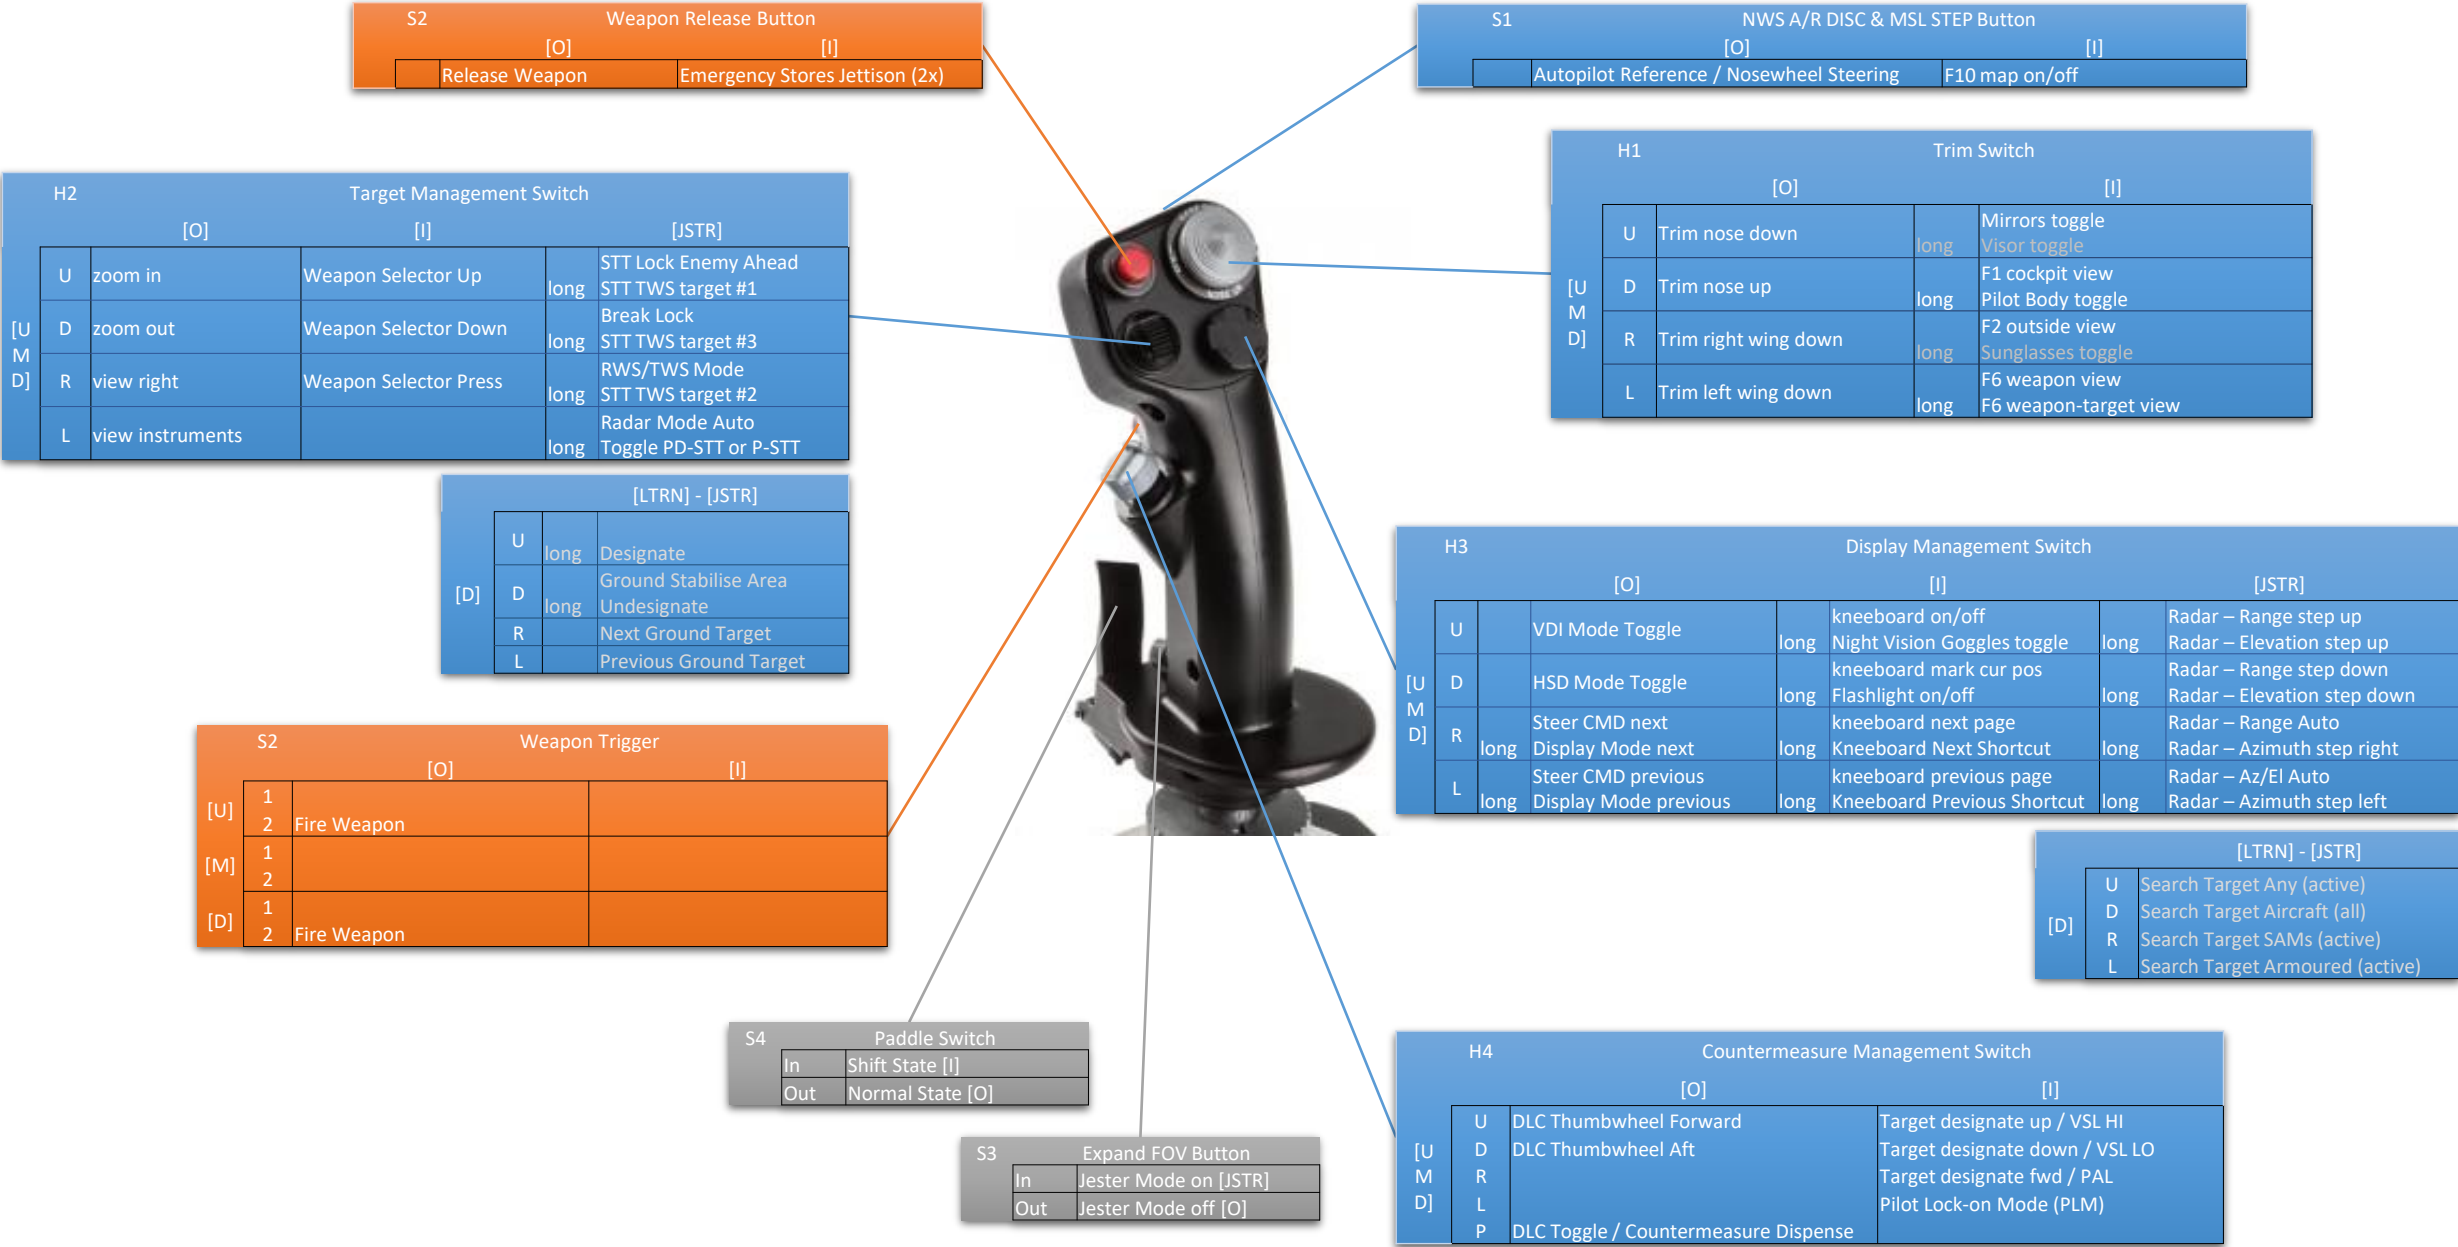 S2 Weapon Release Button
[O] [I]
Release Weapon Emergency Stores Jettison (2x)
S1 NWS A/R DISC & MSL STEP Button
[O] [I]
Autopilot Reference / Nosewheel Steering F10 map on/off
H1 Trim Switch
[O] [I]
[U M D]
U Trim nose down Mirrors toggle
long Visor toggle
D Trim nose up F1 cockpit view
long Pilot Body toggle
R Trim right wing down F2 outside view
long Sunglasses toggle
L Trim left wing down F6 weapon view
long F6 weapon-target view
H2 Target Management Switch
[O] [I] [JSTR]
[U M D]
U zoom in Weapon Selector Up STT Lock Enemy Ahead
long STT TWS target #1
D zoom out Weapon Selector Down Break Lock
long STT TWS target #3
R view right Weapon Selector Press RWS/TWS Mode
long STT TWS target #2
L view instruments Radar Mode Auto
long Toggle PD-STT or P-STT
[LTRN] - [JSTR]
[D]
U long Designate
D Ground Stabilise Area
long Undesignate
R Next Ground Target
L Previous Ground Target
H3 Display Management Switch
[O] [I] [JSTR]
[U M D]
U VDI Mode Toggle kneeboard on/off Radar – Range step up
long Night Vision Goggles toggle long Radar – Elevation step up
D HSD Mode Toggle kneeboard mark cur pos Radar – Range step down
long Flashlight on/off long Radar – Elevation step down
R Steer CMD next kneeboard next page Radar – Range Auto
long Display Mode next long Kneeboard Next Shortcut long Radar – Azimuth step right
L Steer CMD previous kneeboard previous page Radar – Az/El Auto
long Display Mode previous long Kneeboard Previous Shortcut long Radar – Azimuth step left
[LTRN] - [JSTR]
[D]
U Search Target Any (active)
D Search Target Aircraft (all)
R Search Target SAMs (active)
L Search Target Armoured (active)
S2 Weapon Trigger
[O] [I]
[U] 1
2 Fire Weapon
[M] 1
2
[D] 1
2 Fire Weapon
S4 Paddle Switch
In Shift State [I]
Out Normal State [O]
S3 Expand FOV Button
In Jester Mode on [JSTR]
Out Jester Mode off [O]
H4 Countermeasure Management Switch
[O] [I]
[U M D]
U DLC Thumbwheel Forward Target designate up / VSL HI
D DLC Thumbwheel Aft Target designate down / VSL LO
R Target designate fwd / PAL
L Pilot Lock-on Mode (PLM)
P DLC Toggle / Countermeasure Dispense